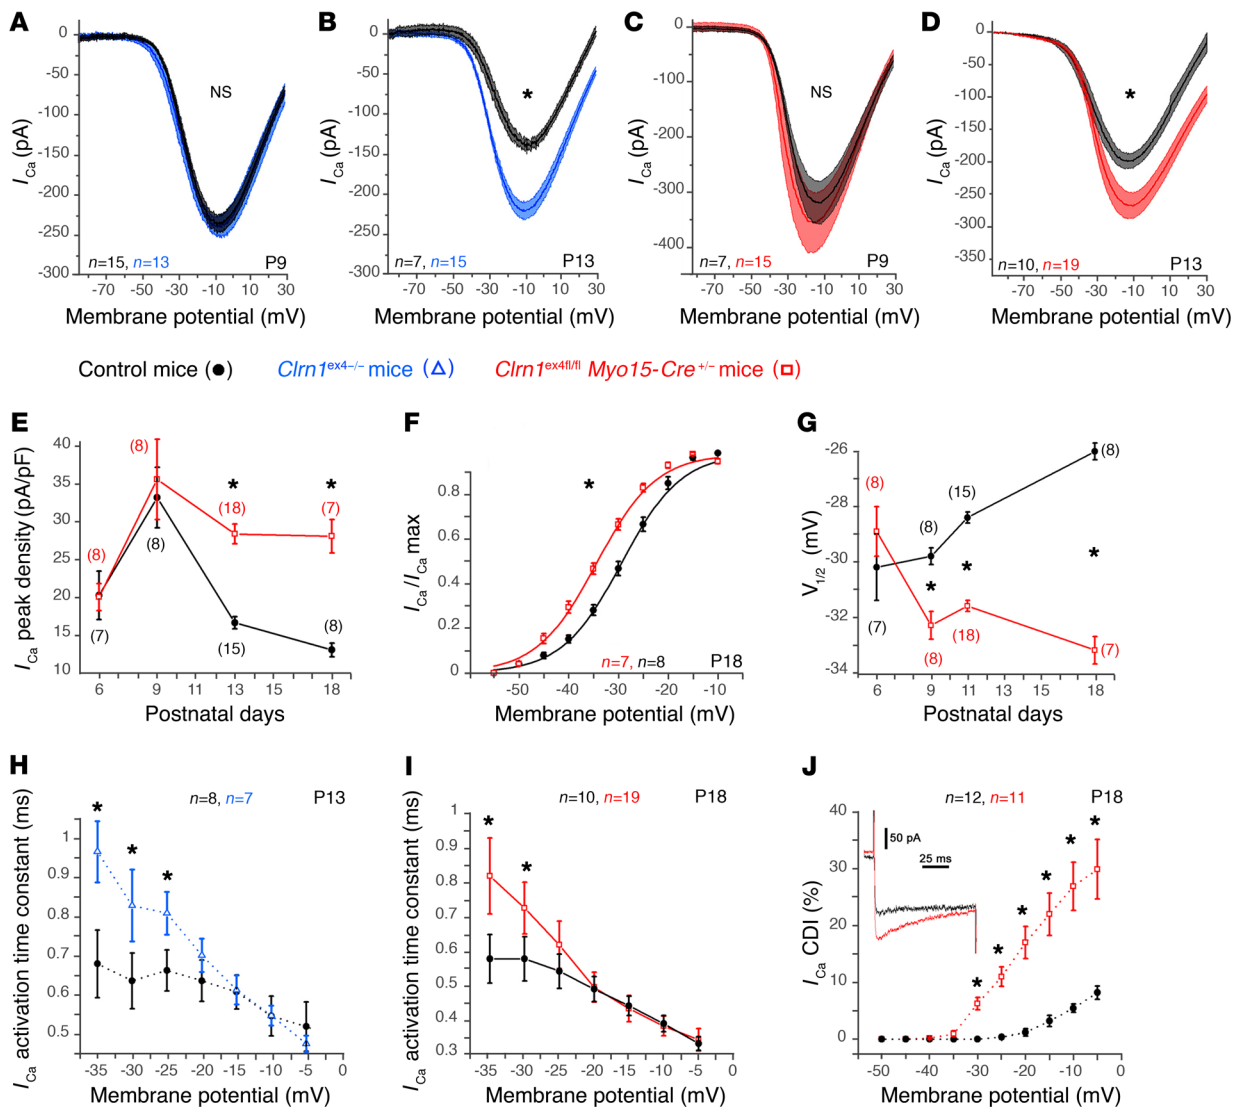 A
B
C
D
0
-50
-100
-150
-200
-250
-300
I Ca (pA)
NS
n=15, n=13
P9
-70 -50 -30 -10 10 30
Membrane potential (mV)
0
-50
-100
-150
-200
-250
-300
I Ca (pA)
*
n=7, n=15
P13
-70 -50 -30 -10 10 30
Membrane potential (mV)
0
-100
-200
-300
-400
I Ca (pA)
NS
n=7, n=15
P9
-70 -50 -30 -10 10 30
Membrane potential (mV)
0
-50
-100
-150
-200
-250
-300
-350
I Ca (pA)
*
n=10, n=19
P13
-70 -50 -30 -10 10 30
Membrane potential (mV)
Control mice (●)
Clrn1ex4–/– mice (△)
Clrn1ex4fl/fl Myo15-Cre+/– mice (□)
E
F
G
40
35
30
25
20
15
10
I Ca peak density (pA/pF)
(8)
(8)
(8)
(7)
*
(18)
(15)
*
(7)
(8)
6 9 11 13 15 18
Postnatal days
0.8
0.6
0.4
0.2
0
I Ca/I Ca max
*
n=7, n=8
P18
-50 -40 -30 -20 -10
Membrane potential (mV)
-26
-28
-30
-32
-34
V1/2 (mV)
(8)
(8)
(15)
(8)
(7)
*
*
*
(8)
(18)
(7)
6 9 11 13 15 18
Postnatal days
H
I
J
n=8, n=7
P13
1
0.9
0.8
0.7
0.6
0.5
I Ca activation time constant (ms)
*
*
*
-35 -30 -25 -20 -15 -10 -5 0
Membrane potential (mV)
n=10, n=19
P18
1
0.9
0.8
0.7
0.6
0.5
0.4
0.3
I Ca activation time constant (ms)
*
*
-35 -30 -25 -20 -15 -10 -5 0
Membrane potential (mV)
n=12, n=11
P18
40
30
20
10
0
I Ca CDI (%)
50 pA
25 ms
*
*
*
*
*
*
-50 -40 -30 -20 -10 0
Membrane potential (mV)